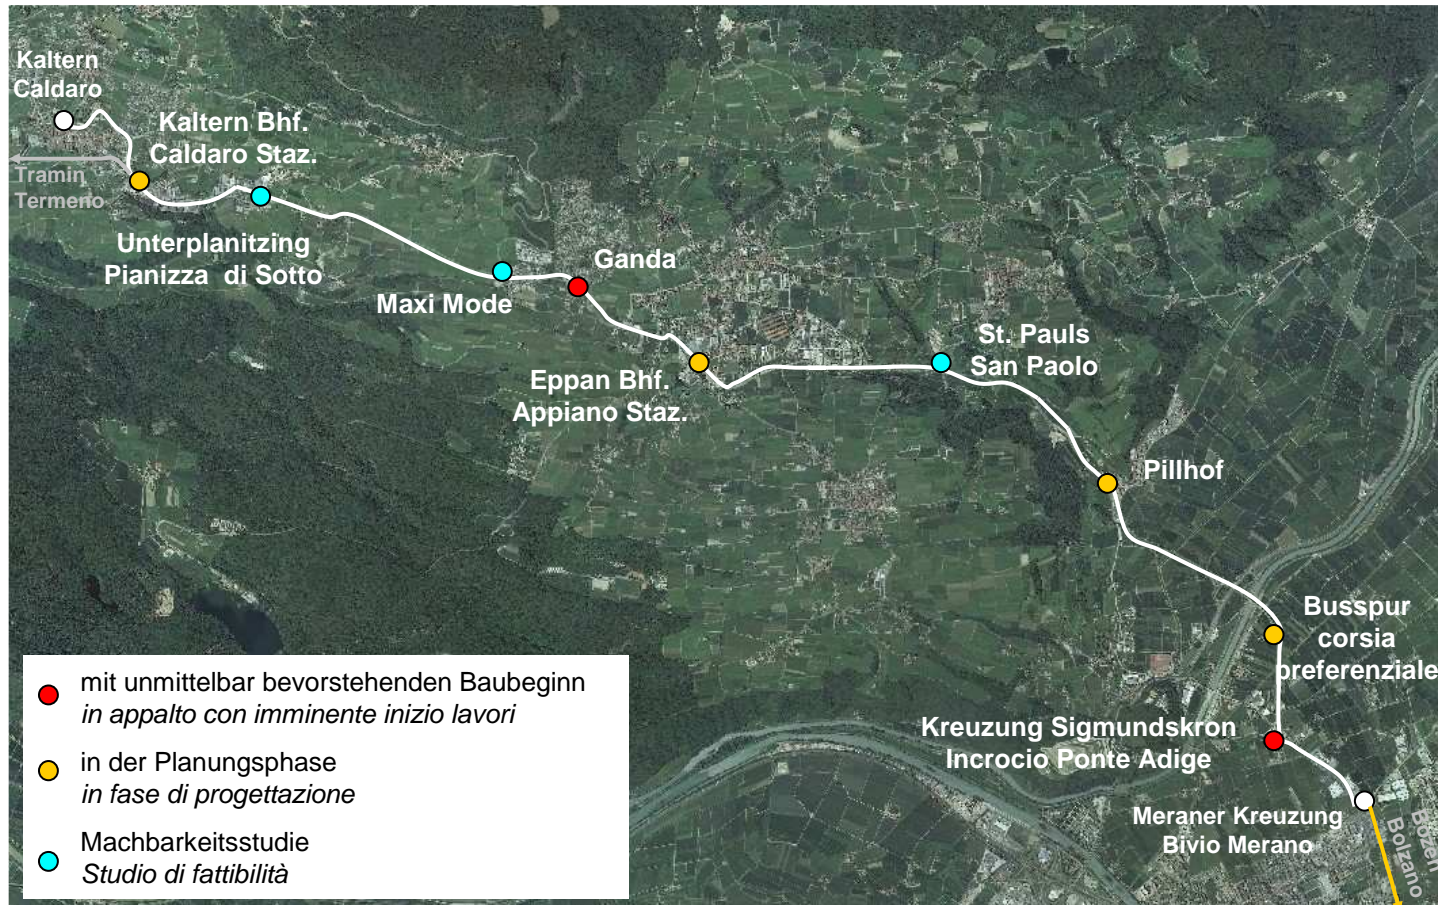 Kaltern
Caldaro
Kaltern Bhf.
Caldaro Staz.
Tramin
Termeno
Unterplanitzing
Pianizza di Sotto
Maxi Mode
Ganda
Eppan Bhf.
Appiano Staz.
St. Pauls
San Paolo
Pillhof
Busspur
corsia
preferenziale
Kreuzung Sigmundskron
Incrocio Ponte Adige
Meraner Kreuzung
Bivio Merano
Bozen
Bolzano
mit unmittelbar bevorstehenden Baubeginn
in appalto con imminente inizio lavori
in der Planungsphase
in fase di progettazione
Machbarkeitsstudie
Studio di fattibilità